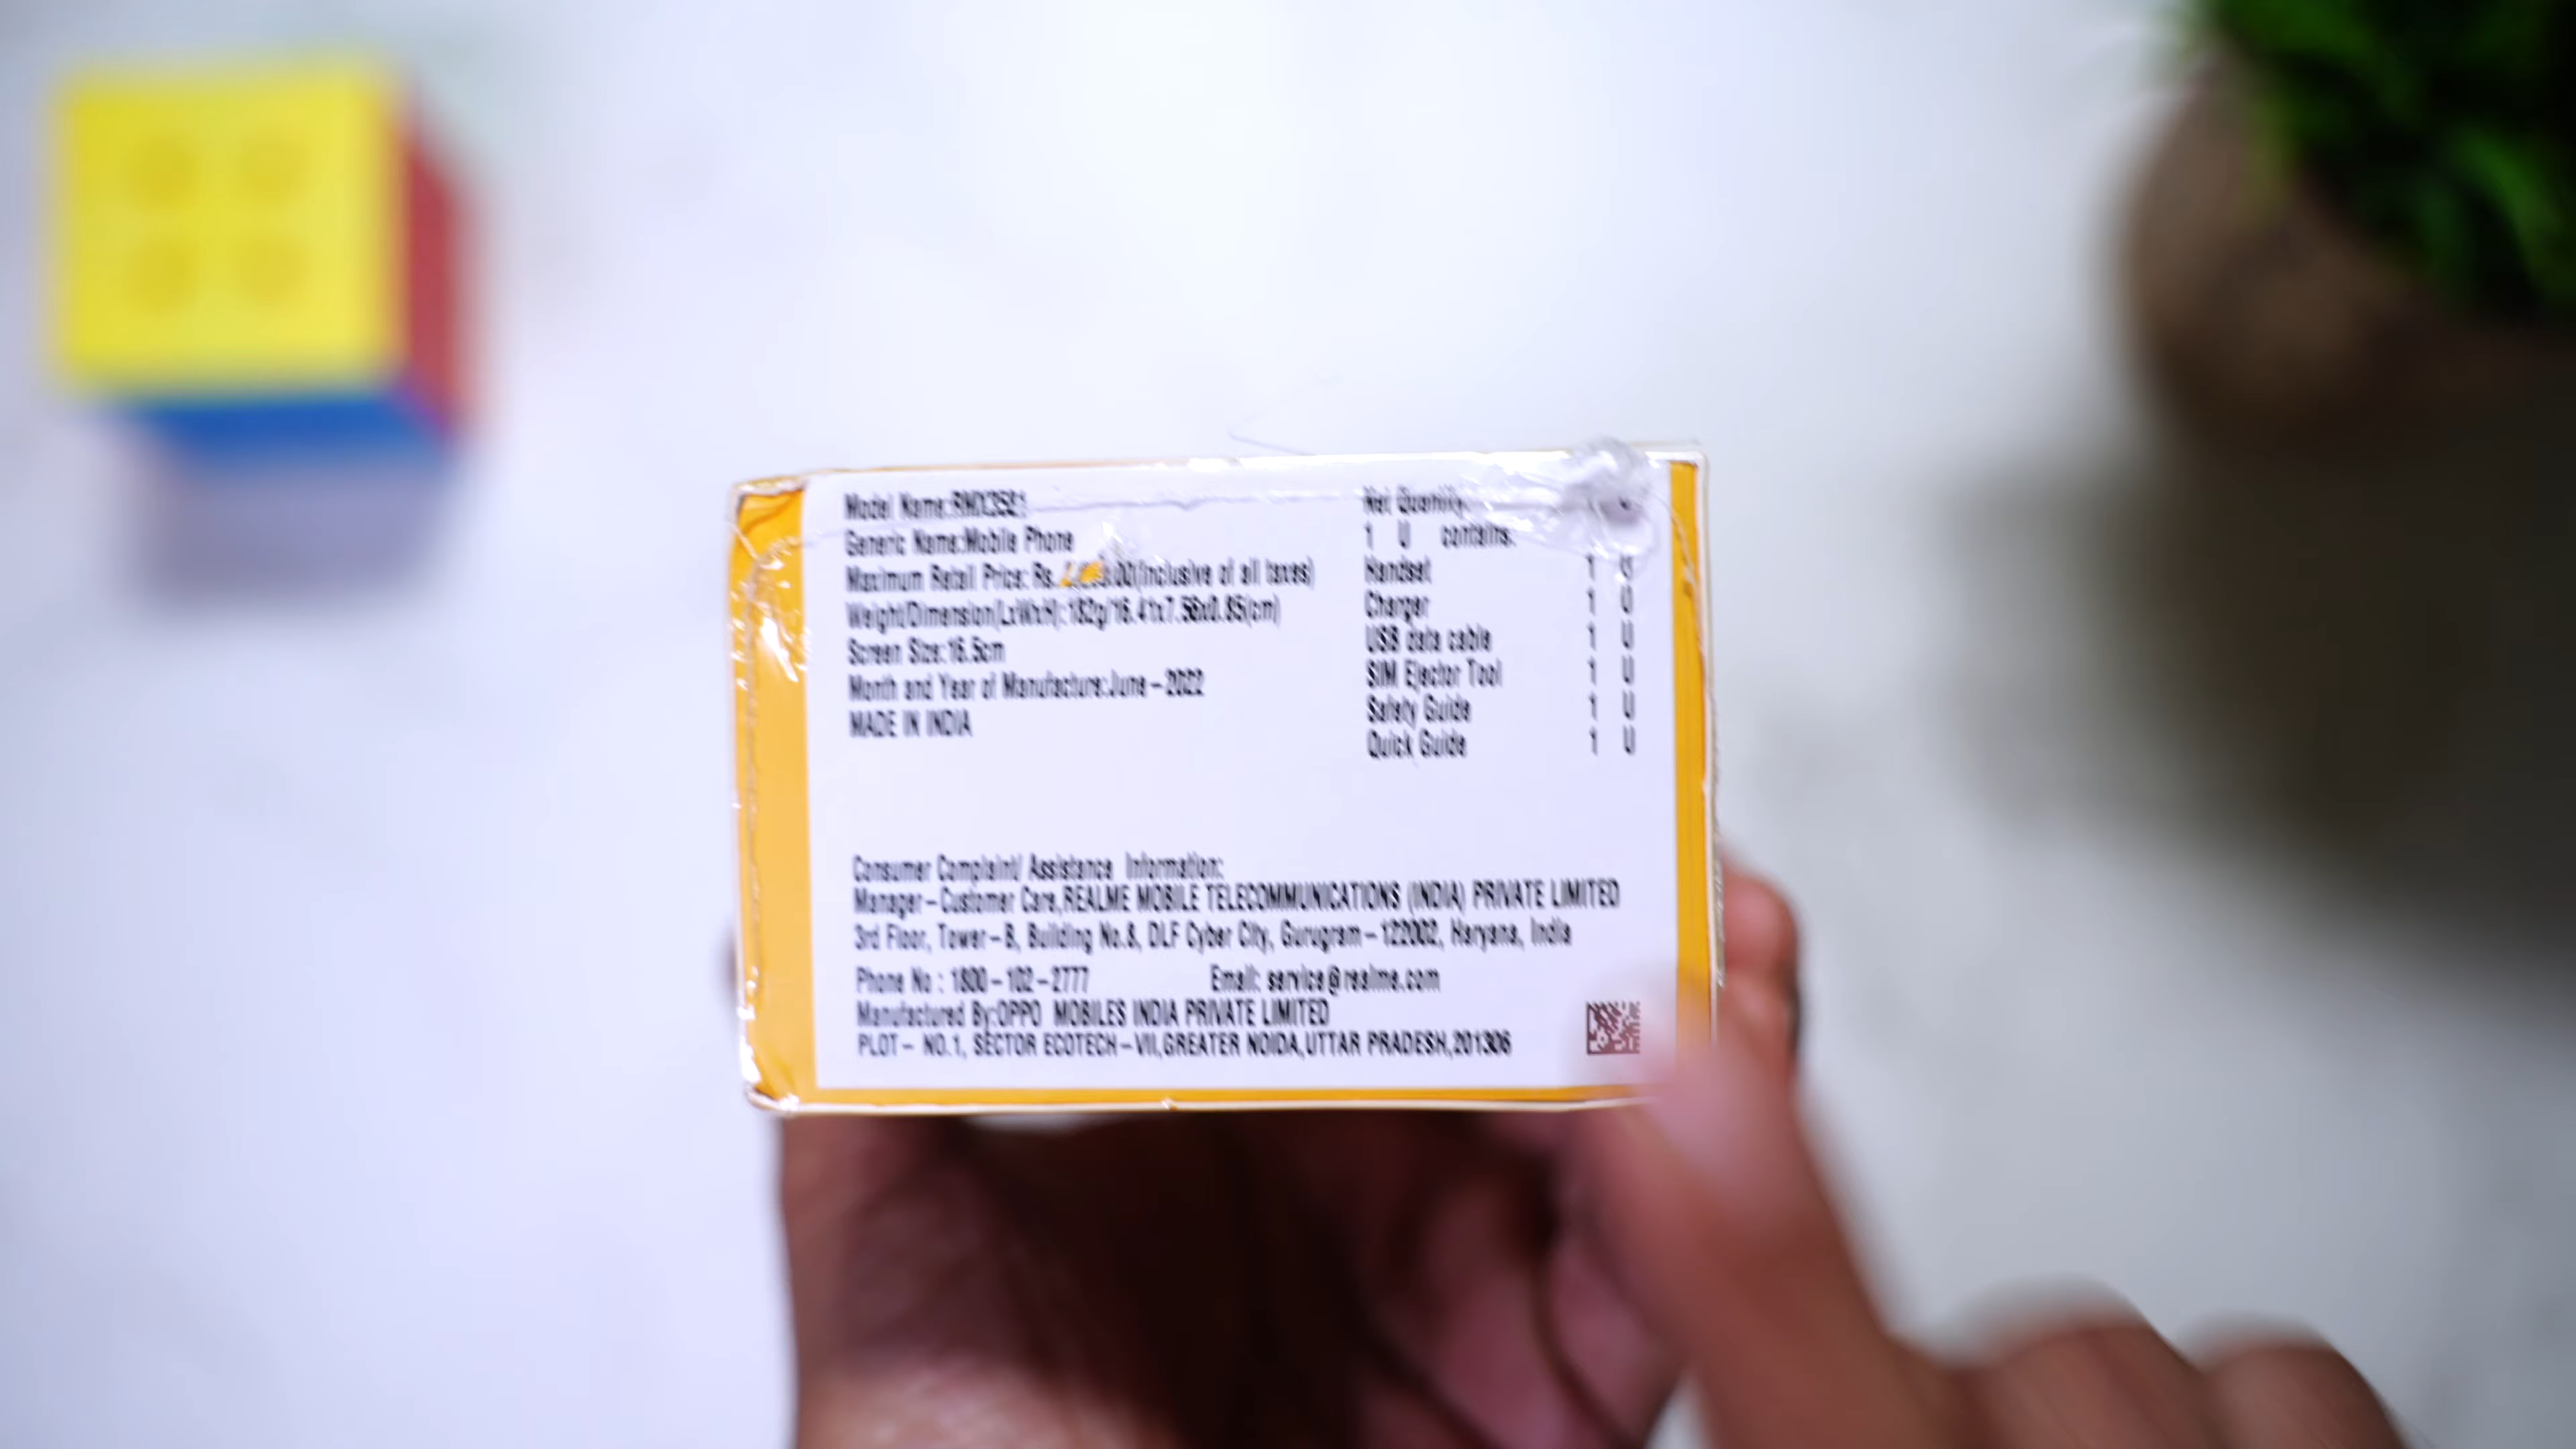 Model Name:RMX3521
Generic Name:Mobile Phone
Maximum Retail Price: Rs. (Inclusive of all taxes)
Weight/Dimension(LxWxH):182g/16.41x7.56x0.85(cm)
Screen Size:16.5cm
Month and Year of Manufacture:June-2022
MADE IN INDIA
Net Quantity:
1 U contains:
Handset 1 U
Charger 1 U
USB data cable 1 U
SIM Ejector Tool 1 U
Safety Guide 1 U
Quick Guide 1 U
Consumer Complaint/ Assistance Information:
Manager-Customer Care,REALME MOBILE TELECOMMUNICATIONS (INDIA) PRIVATE LIMITED
3rd Floor, Tower-B, Building No.8, DLF Cyber City, Gurugram-122002, Haryana, India
Phone No : 1800-102-2777 Email: service@realme.com
Manufactured By:OPPO MOBILES INDIA PRIVATE LIMITED
PLOT- NO.1, SECTOR ECOTECH-VII,GREATER NOIDA,UTTAR PRADESH,201306